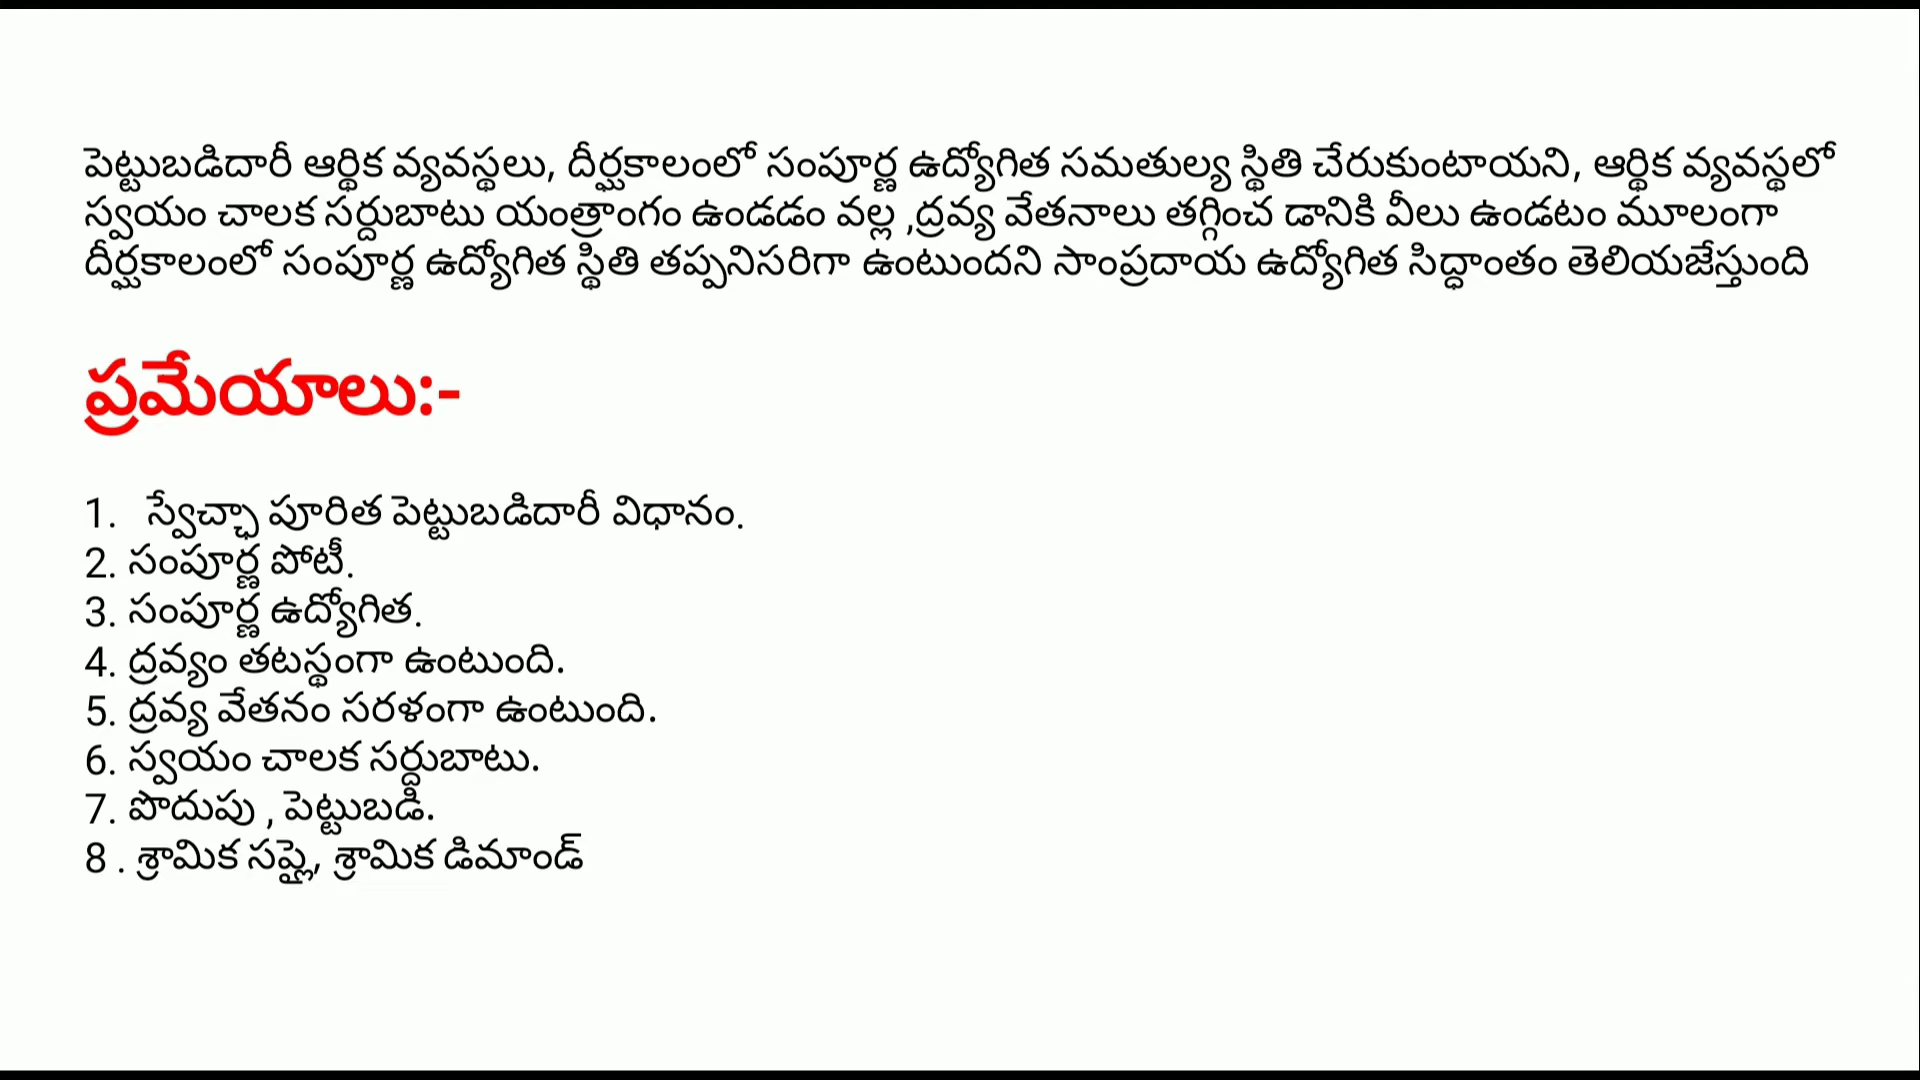 పెట్టుబడిదారీ ఆర్థిక వ్యవస్థలు, దీర్ఘకాలంలో సంపూర్ణ ఉద్యోగిత సమతుల్య స్థితి చేరుకుంటాయని, ఆర్థిక వ్యవస్థలో
స్వయం చాలక సర్దుబాటు యంత్రాంగం ఉండడం వల్ల ,ద్రవ్య వేతనాలు తగ్గించ డానికి వీలు ఉండటం మూలంగా
దీర్ఘకాలంలో సంపూర్ణ ఉద్యోగిత స్థితి తప్పనిసరిగా ఉంటుందని సాంప్రదాయ ఉద్యోగిత సిద్ధాంతం తెలియజేస్తుంది
ప్రమేయాలు:-
1. స్వేచ్ఛా పూరిత పెట్టుబడిదారీ విధానం.
2. సంపూర్ణ పోటీ.
3. సంపూర్ణ ఉద్యోగిత.
4. ద్రవ్యం తటస్థంగా ఉంటుంది.
5. ద్రవ్య వేతనం సరళంగా ఉంటుంది.
6. స్వయం చాలక సర్దుబాటు.
7. పొదుపు , పెట్టుబడి.
8 . శ్రామిక సప్లై, శ్రామిక డిమాండ్